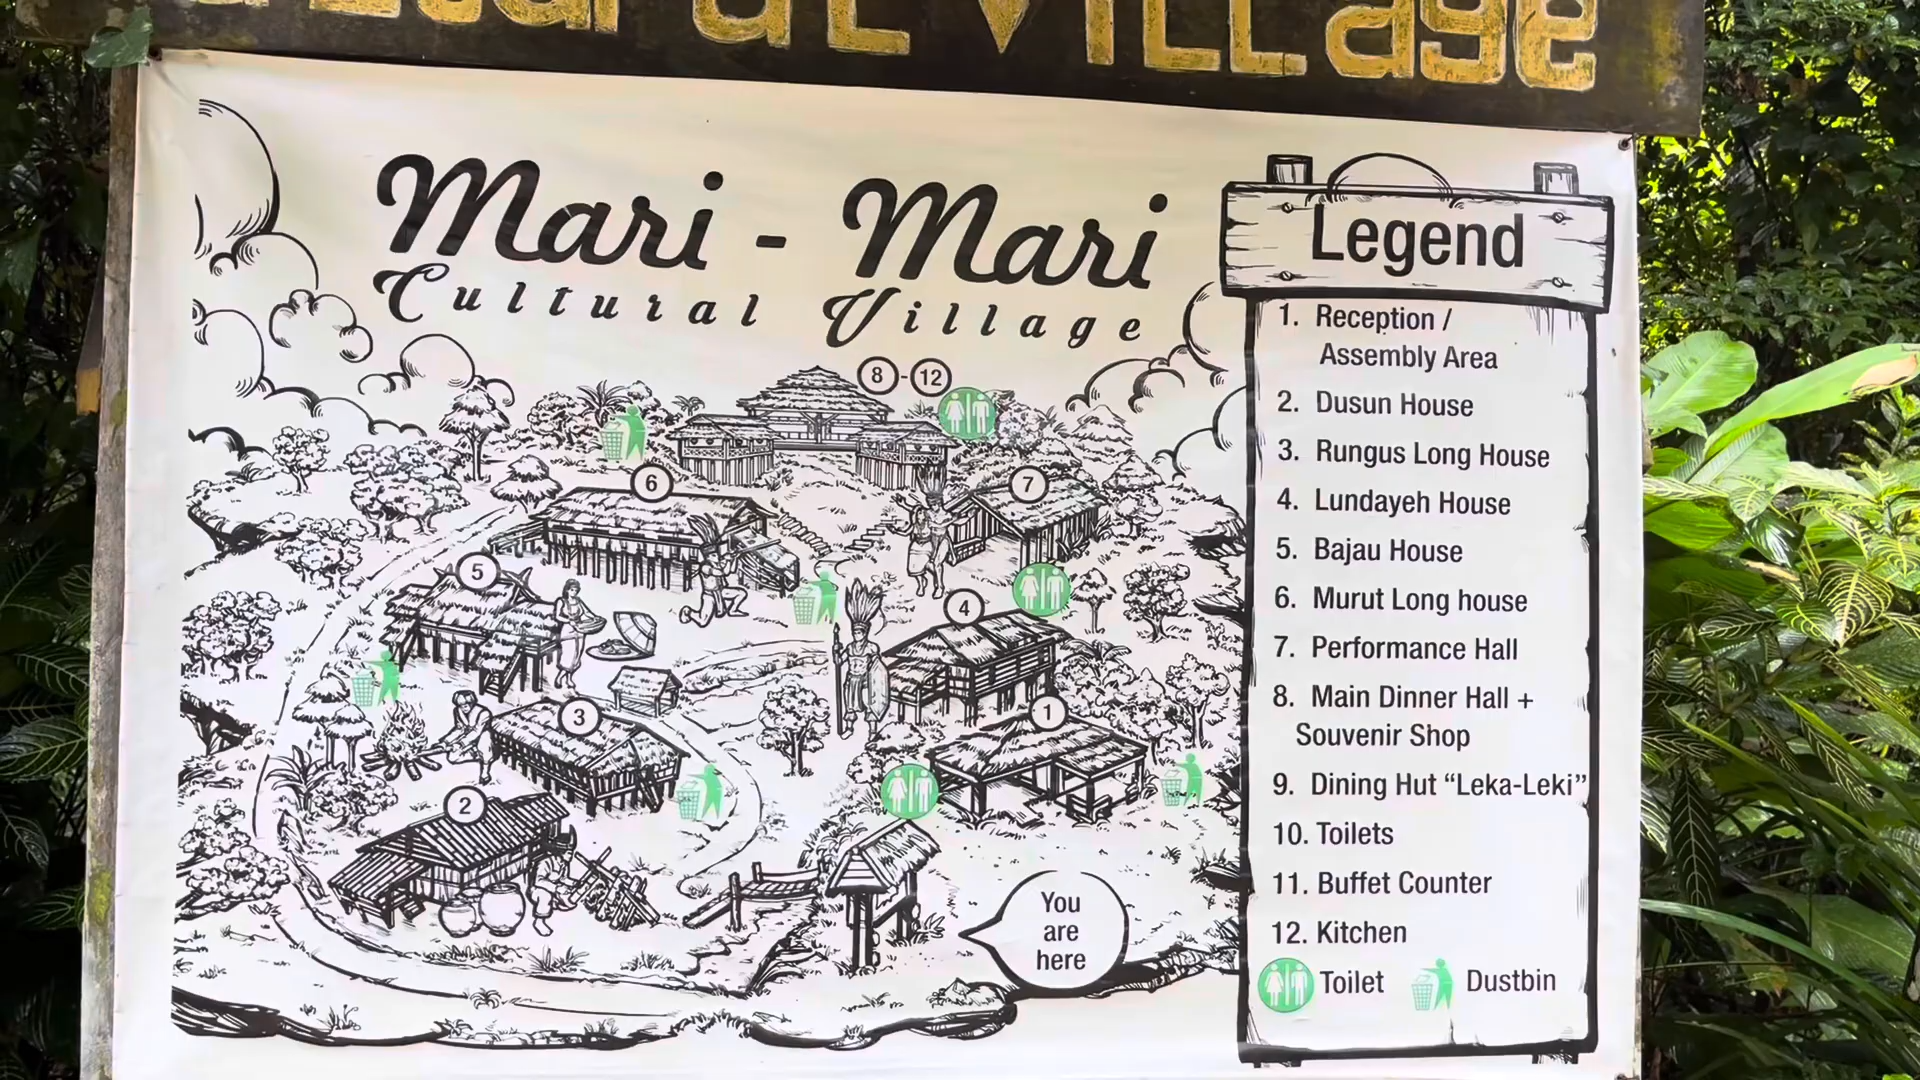 Village
Mari - Mari
Cultural Village
Legend
1. Reception /
Assembly Area
2. Dusun House
3. Rungus Long House
4. Lundayeh House
5. Bajau House
6. Murut Long house
7. Performance Hall
8. Main Dinner Hall +
Souvenir Shop
9. Dining Hut “Leka-Leki”
10. Toilets
11. Buffet Counter
12. Kitchen
Toilet Dustbin
8 - 12
6
7
5
4
3
1
2
You
are
here